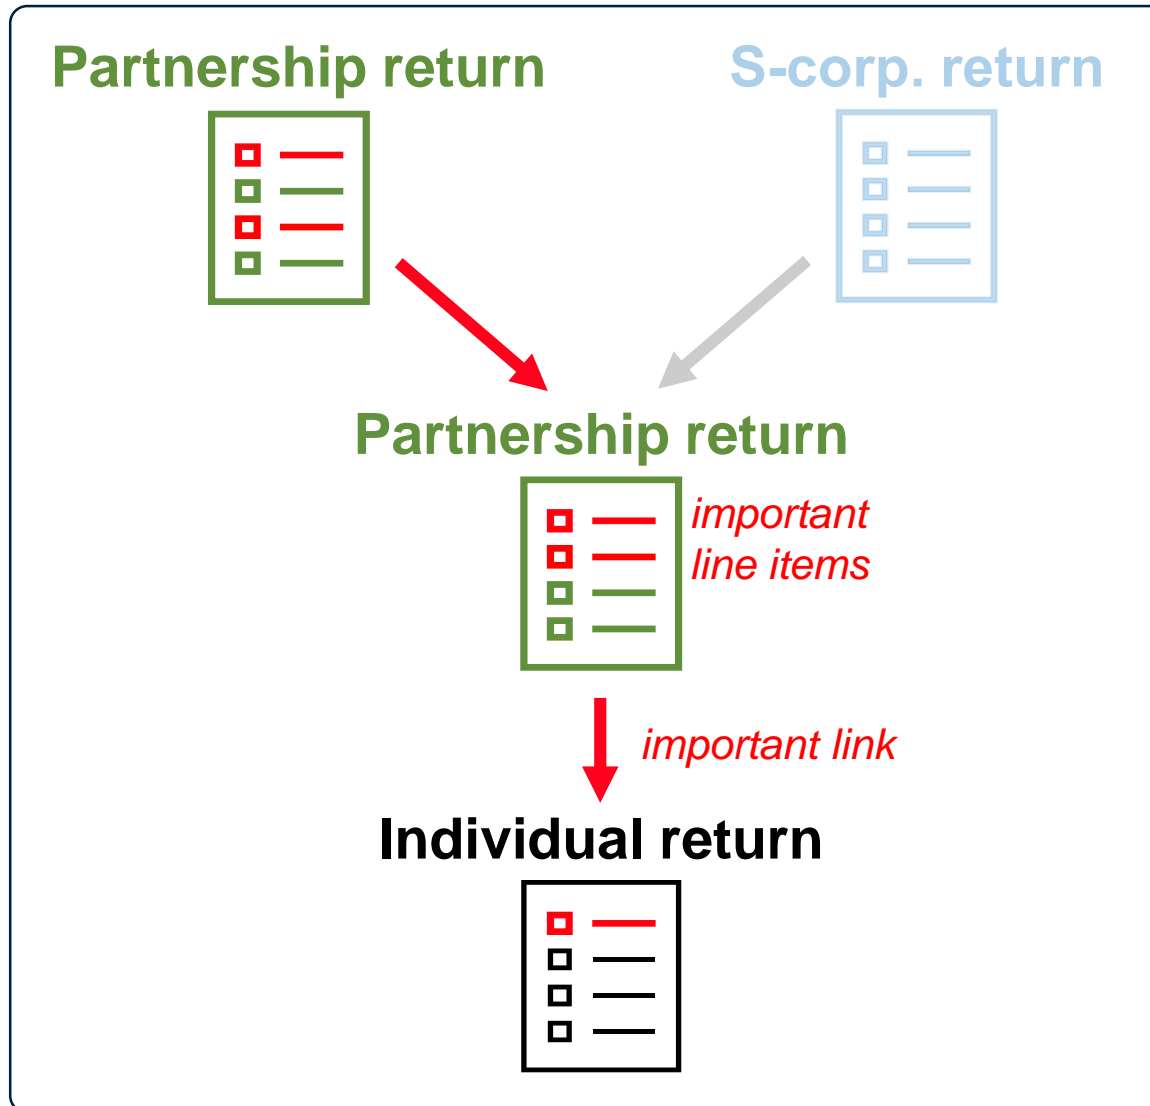 Partnership return
S-corp. return
Partnership return
important
line items
important link
Individual return